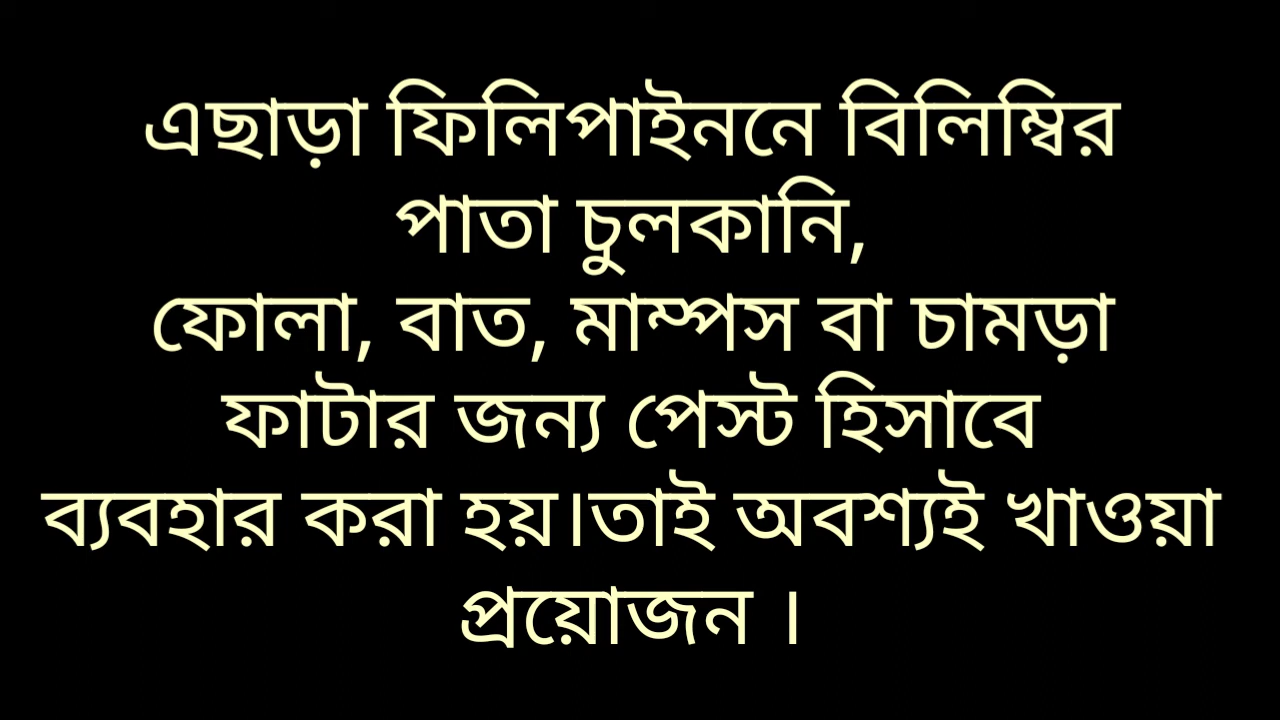 এছাড়া ফিলিপাইননে বিলিম্বির
পাতা চুলকানি,
ফোলা, বাত, মাম্পস বা চামড়া
ফাটার জন্য পেস্ট হিসাবে
ব্যবহার করা হয়।তাই অবশ্যই খাওয়া
প্রয়োজন ।